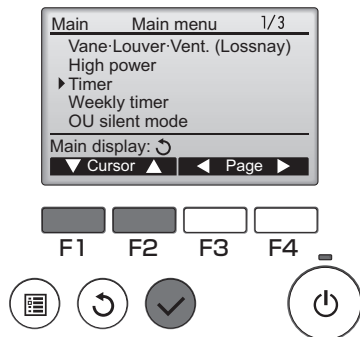 Main Main menu 1/3
Vane·Louver·Vent. (Lossnay)
High power
Timer
Weekly timer
OU silent mode
Main display:
Cursor Page
F1 F2 F3 F4